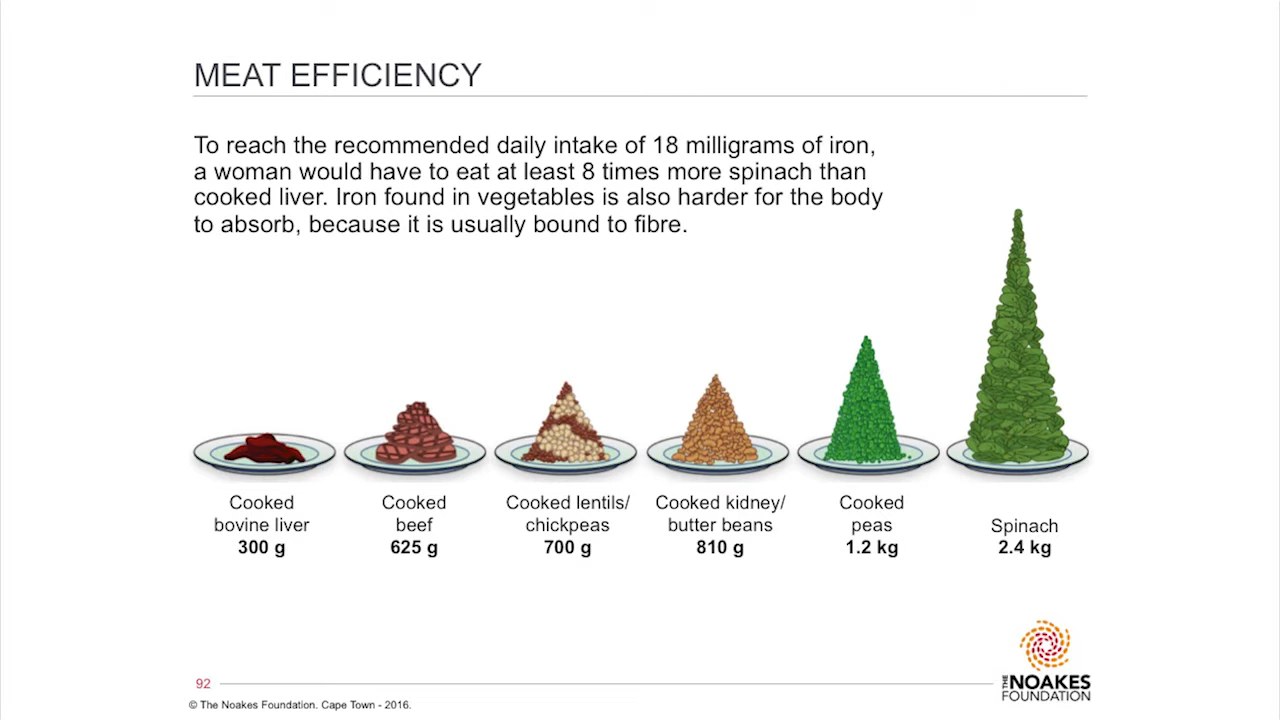 MEAT EFFICIENCY
To reach the recommended daily intake of 18 milligrams of iron,
a woman would have to eat at least 8 times more spinach than
cooked liver. Iron found in vegetables is also harder for the body
to absorb, because it is usually bound to fibre.
Cooked
bovine liver
300 g
Cooked
beef
625 g
Cooked lentils/
chickpeas
700 g
Cooked kidney/
butter beans
810 g
Cooked
peas
1.2 kg
Spinach
2.4 kg
92
© The Noakes Foundation. Cape Town - 2016.
THE NOAKES
FOUNDATION